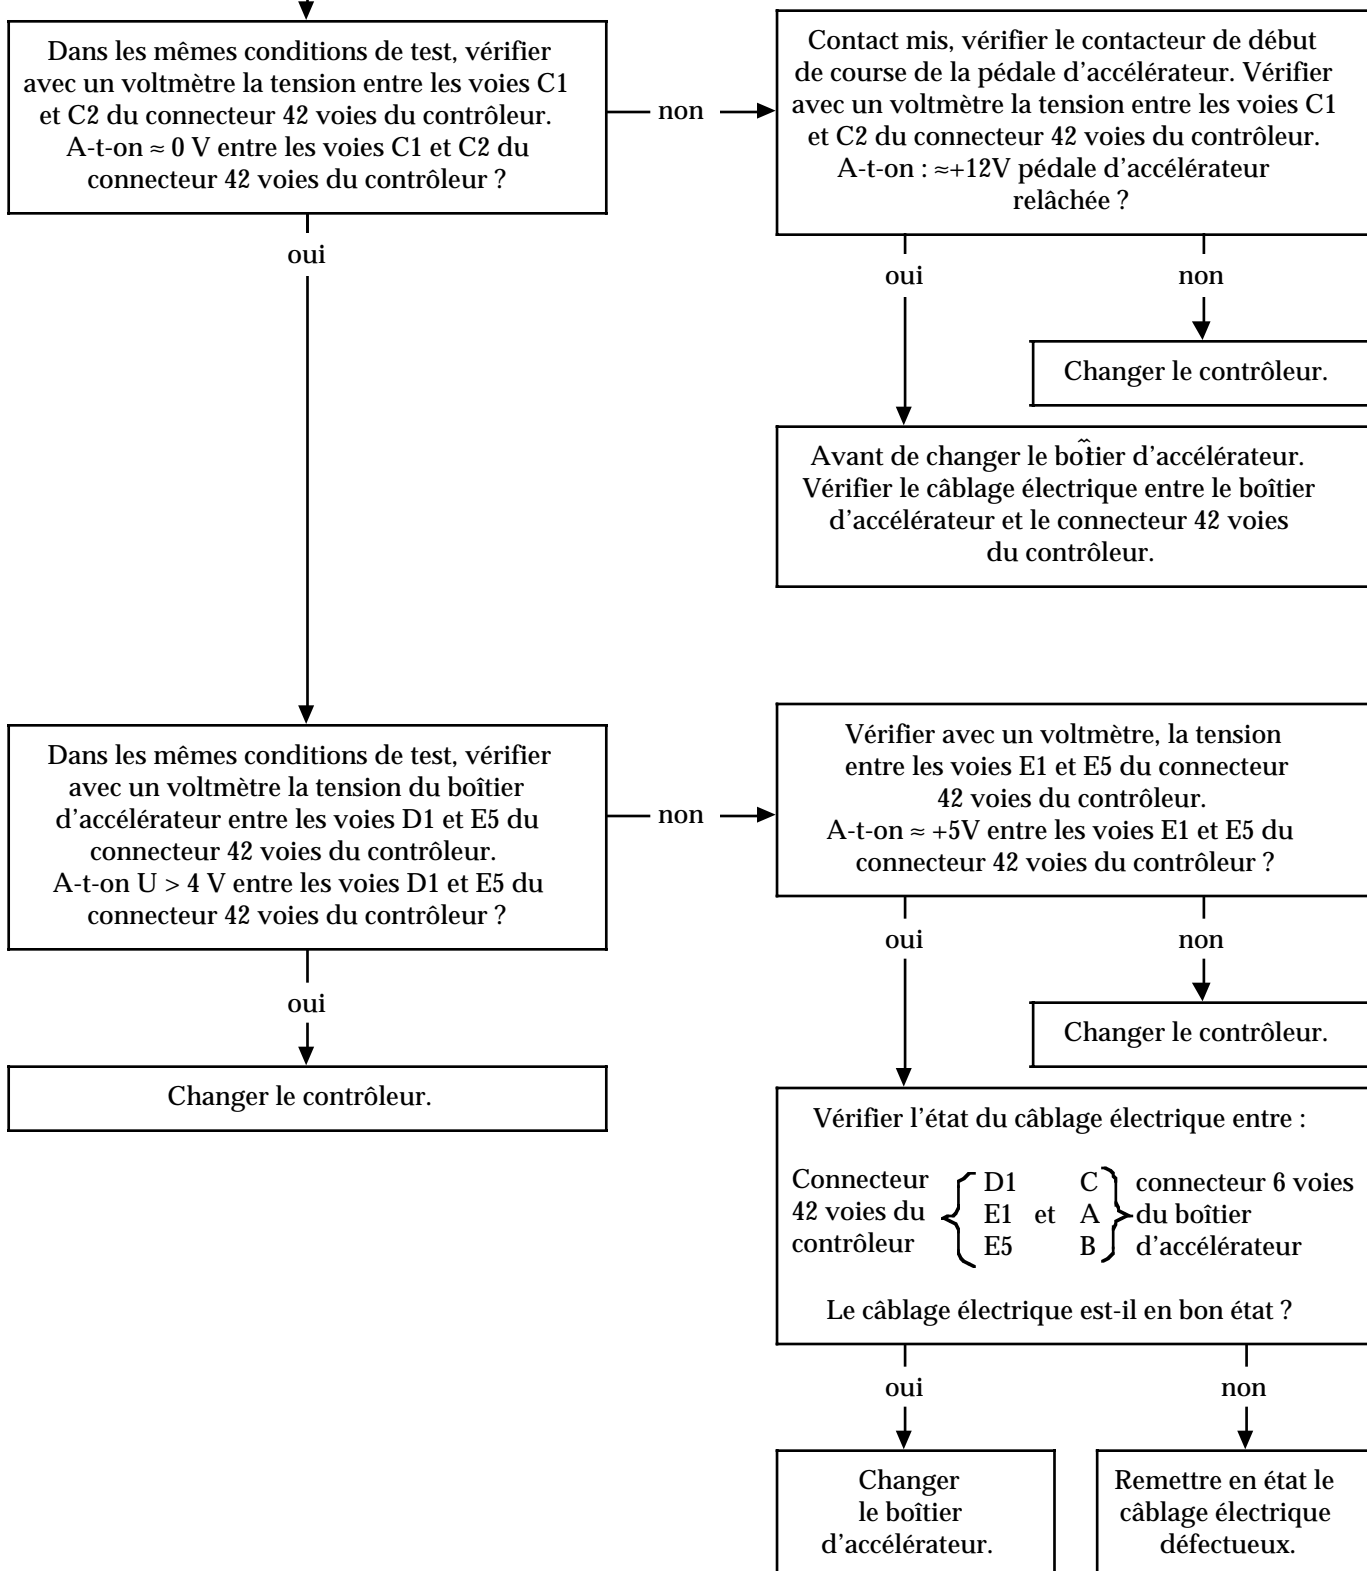 Dans les mêmes conditions de test, vérifier
avec un voltmètre la tension entre les voies C1
et C2 du connecteur 42 voies du contrôleur.
A-t-on ≈ 0 V entre les voies C1 et C2 du
connecteur 42 voies du contrôleur ?
non
Contact mis, vérifier le contacteur de début
de course de la pédale d’accélérateur. Vérifier
avec un voltmètre la tension entre les voies C1
et C2 du connecteur 42 voies du contrôleur.
A-t-on : ≈+12V pédale d’accélérateur
relâchée ?
oui
oui
non
Changer le contrôleur.
Avant de changer le boîtier d’accélérateur.
Vérifier le câblage électrique entre le boîtier
d’accélérateur et le connecteur 42 voies
du contrôleur.
Dans les mêmes conditions de test, vérifier
avec un voltmètre la tension du boîtier
d’accélérateur entre les voies D1 et E5 du
connecteur 42 voies du contrôleur.
A-t-on U > 4 V entre les voies D1 et E5 du
connecteur 42 voies du contrôleur ?
non
Vérifier avec un voltmètre, la tension
entre les voies E1 et E5 du connecteur
42 voies du contrôleur.
A-t-on ≈ +5V entre les voies E1 et E5 du
connecteur 42 voies du contrôleur ?
oui
oui
non
Changer le contrôleur.
Changer le contrôleur.
Vérifier l’état du câblage électrique entre :
Connecteur D1 C connecteur 6 voies
42 voies du E1 et A du boîtier
contrôleur E5 B d’accélérateur
Le câblage électrique est-il en bon état ?
oui
non
Changer
le boîtier
d’accélérateur.
Remettre en état le
câblage électrique
défectueux.